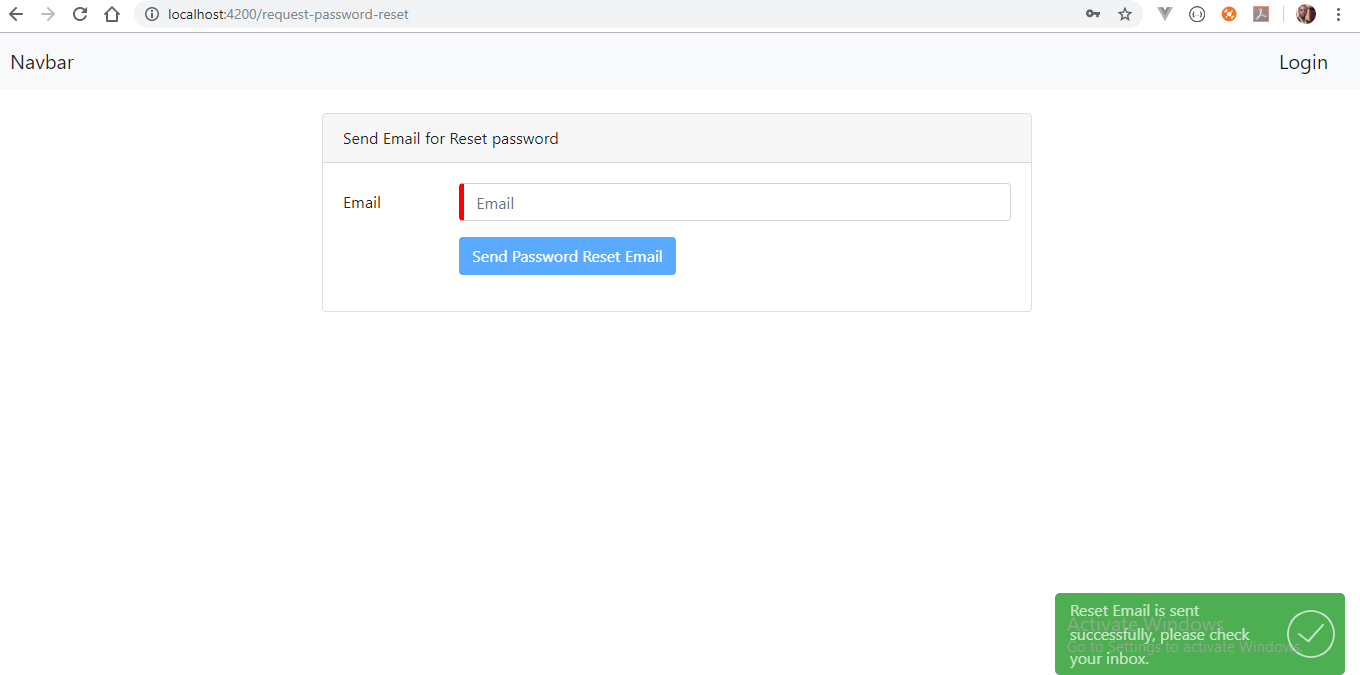 localhost:4200/request-password-reset
Navbar
Login
Send Email for Reset password
Email
Email
Send Password Reset Email
Reset Email is sent
Activate Windows
successfully, please check
Go to Settings to activate Windows.
your inbox.